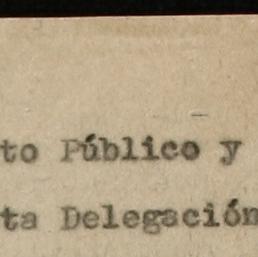 to Público y
ta Delegación